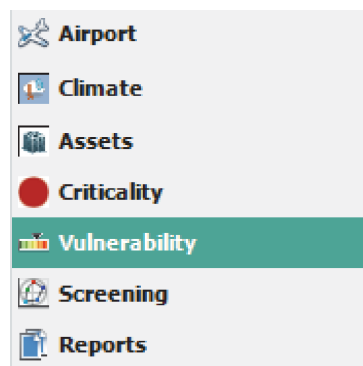 Airport
Climate
Assets
Criticality
Vulnerability
Screening
Reports